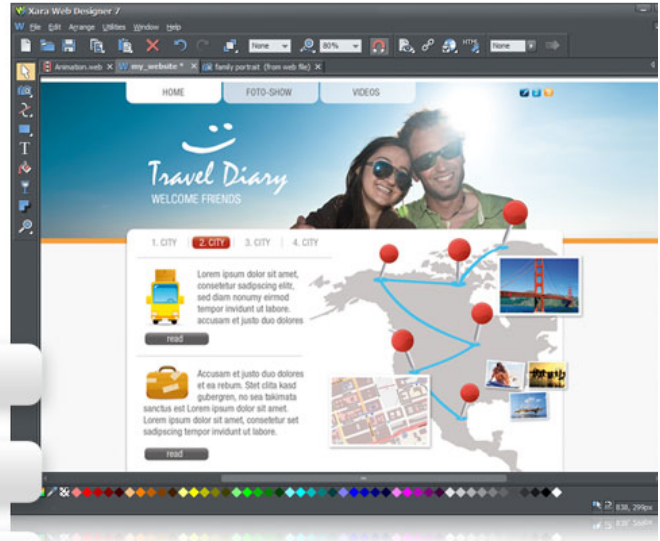 Xara Web Designer 7
File Edit Arrange Utilities Window Help
None 80% HTML None
Animation.web X my_website * X family portrait (from web file) X
HOME FOTO-SHOW VIDEOS
Travel Diary
WELCOME FRIENDS
1. CITY 2. CITY 3. CITY 4. CITY
Lorem ipsum dolor sit amet,
consetetur sadipscing elitr,
sed diam nonumy eirmod
tempor invidunt ut labore.
accusam et justo duo dolores
read
Accusam et justo duo dolores
et ea rebum. Stet clita kasd
gubergren, no sea takimata
sanctus est Lorem ipsum dolor sit amet.
Lorem ipsum dolor sit amet, consetetur set
sadipscing tempor invidunt ut labore.
read
838, 299px